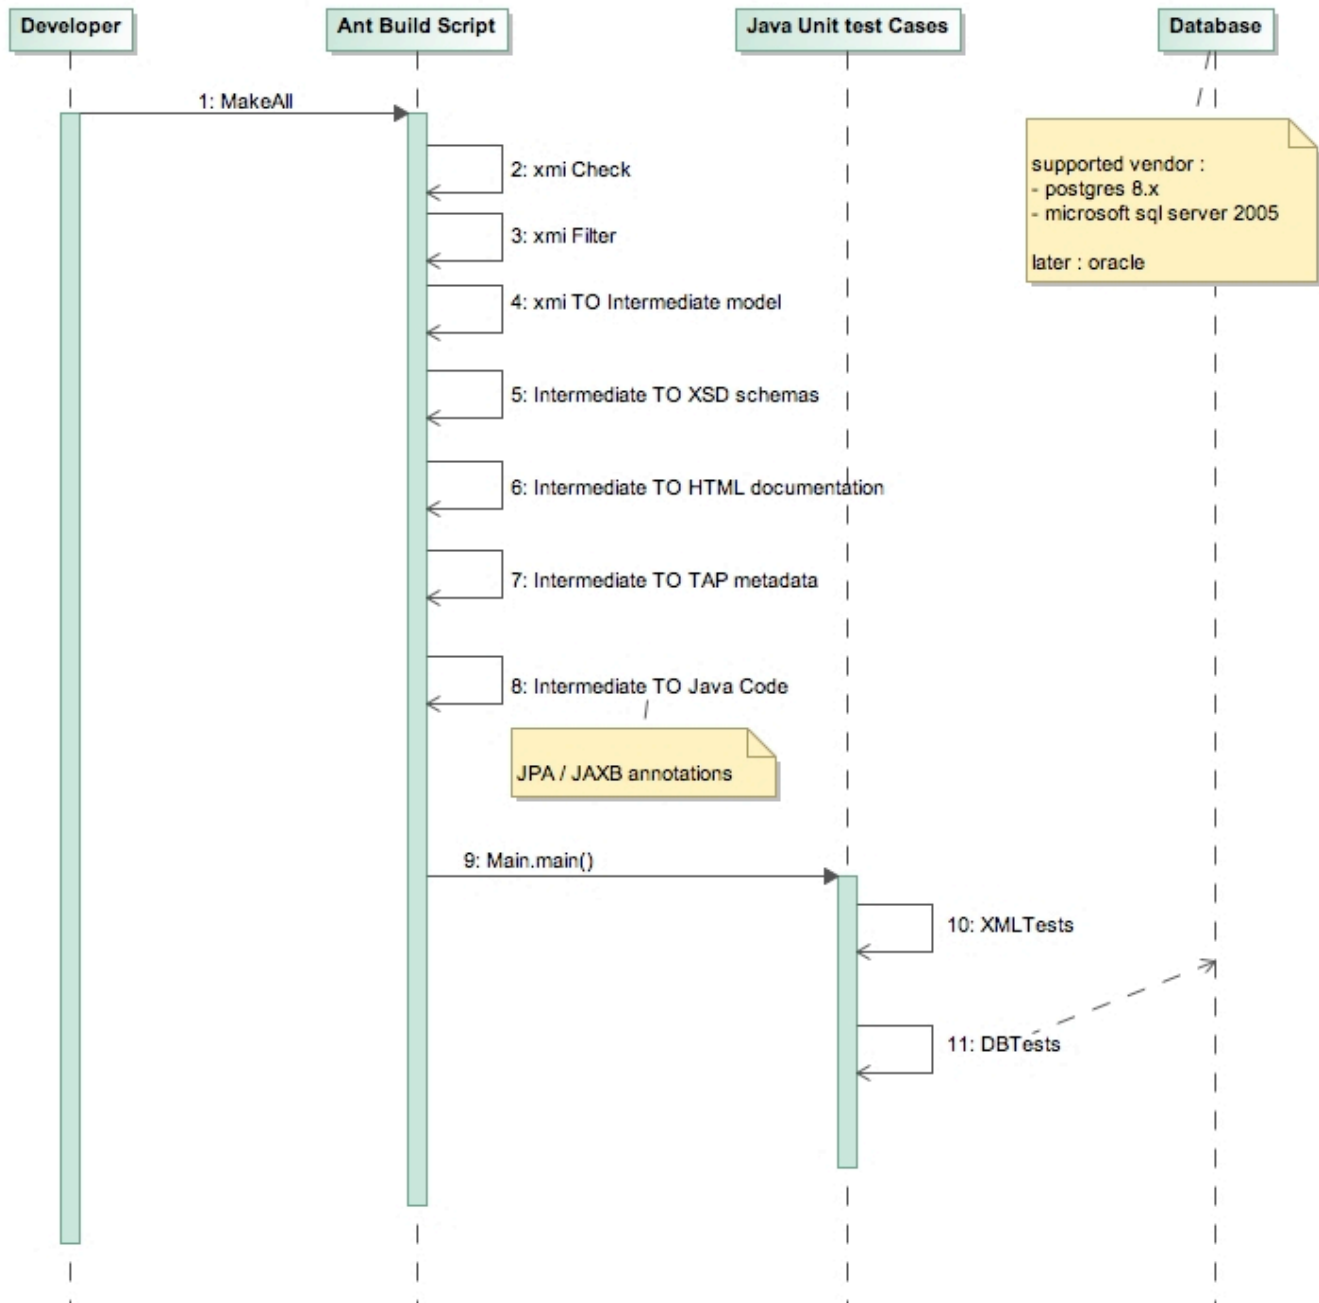 Developer
Ant Build Script
Java Unit test Cases
Database
1: MakeAll
supported vendor :
- postgres 8.x
- microsoft sql server 2005
later : oracle
2: xmi Check
3: xmi Filter
4: xmi TO Intermediate model
5: Intermediate TO XSD schemas
6: Intermediate TO HTML documentation
7: Intermediate TO TAP metadata
8: Intermediate TO Java Code
JPA / JAXB annotations
9: Main.main()
10: XMLTests
11: DBTests